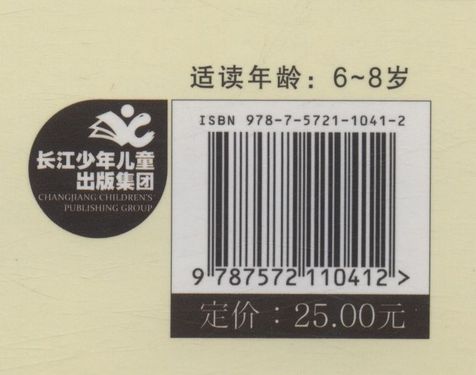 适读年龄：6~8岁
ISBN 978-7-5721-1041-2
长江少年儿童
出版集团
CHANGJIANG CHILDREN'S
PUBLISHING GROUP
9 787572 110412 >
定价：25.00元